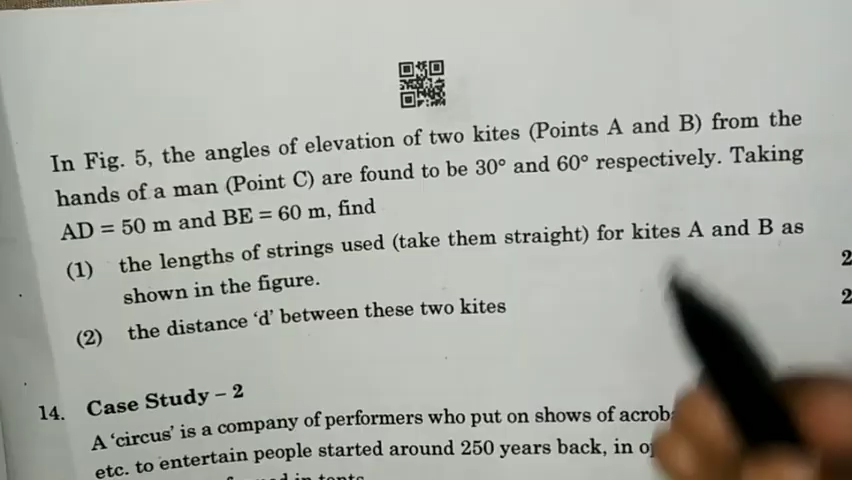 In Fig. 5, the angles of elevation of two kites (Points A and B) from the
hands of a man (Point C) are found to be 30° and 60° respectively. Taking
AD = 50 m and BE = 60 m, find
(1) the lengths of strings used (take them straight) for kites A and B as
shown in the figure.
2
(2) the distance 'd' between these two kites
2
14. Case Study – 2
A 'circus' is a company of performers who put on shows of
etc. to entertain people started around 250 years back, in
in tents